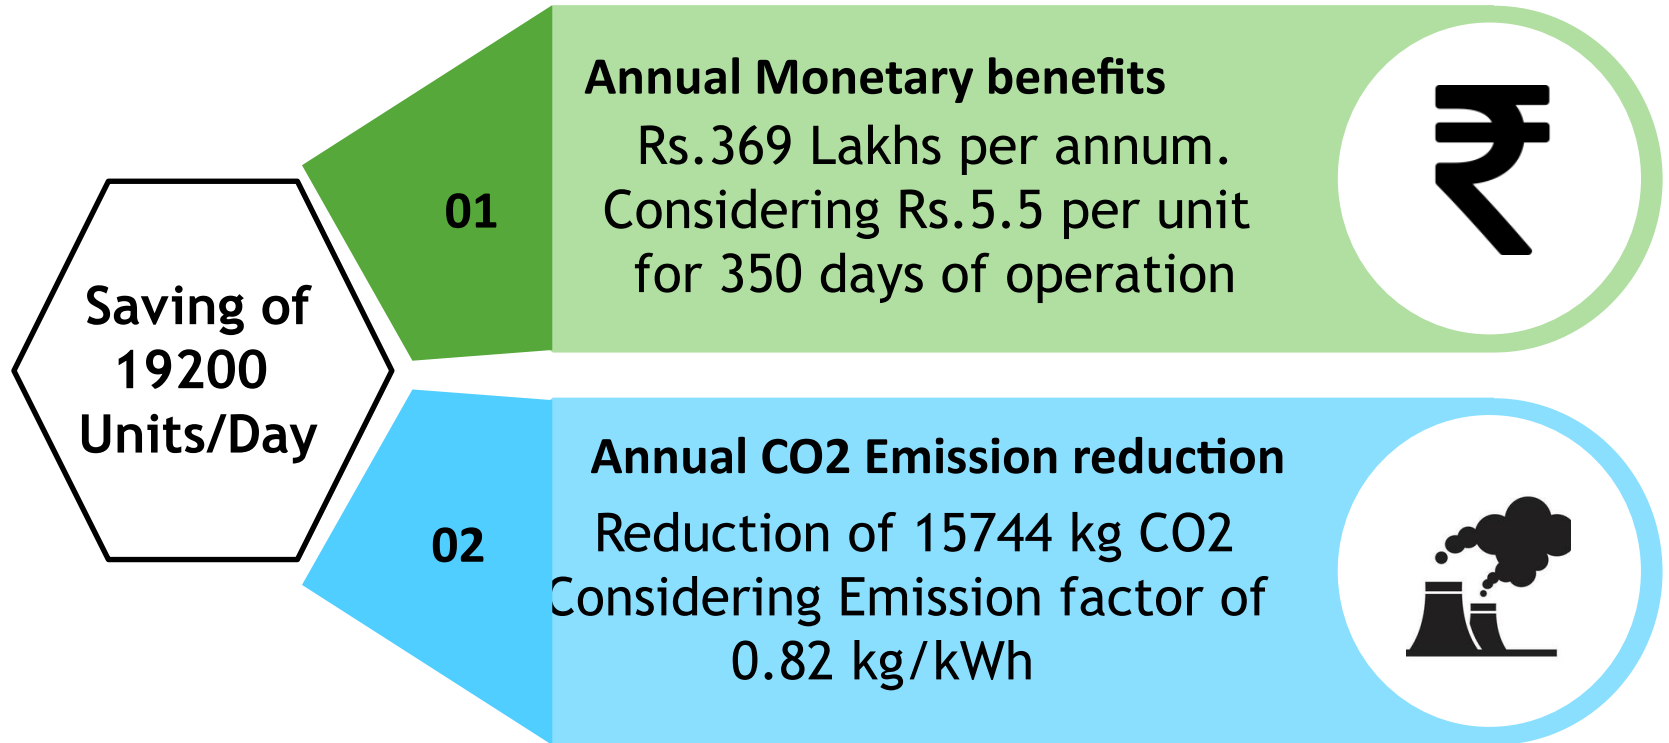 Saving of
19200
Units/Day
01
Annual Monetary benefits
Rs.369 Lakhs per annum.
Considering Rs.5.5 per unit
for 350 days of operation
₹
02
Annual CO2 Emission reduction
Reduction of 15744 kg CO2
Considering Emission factor of
0.82 kg/kWh